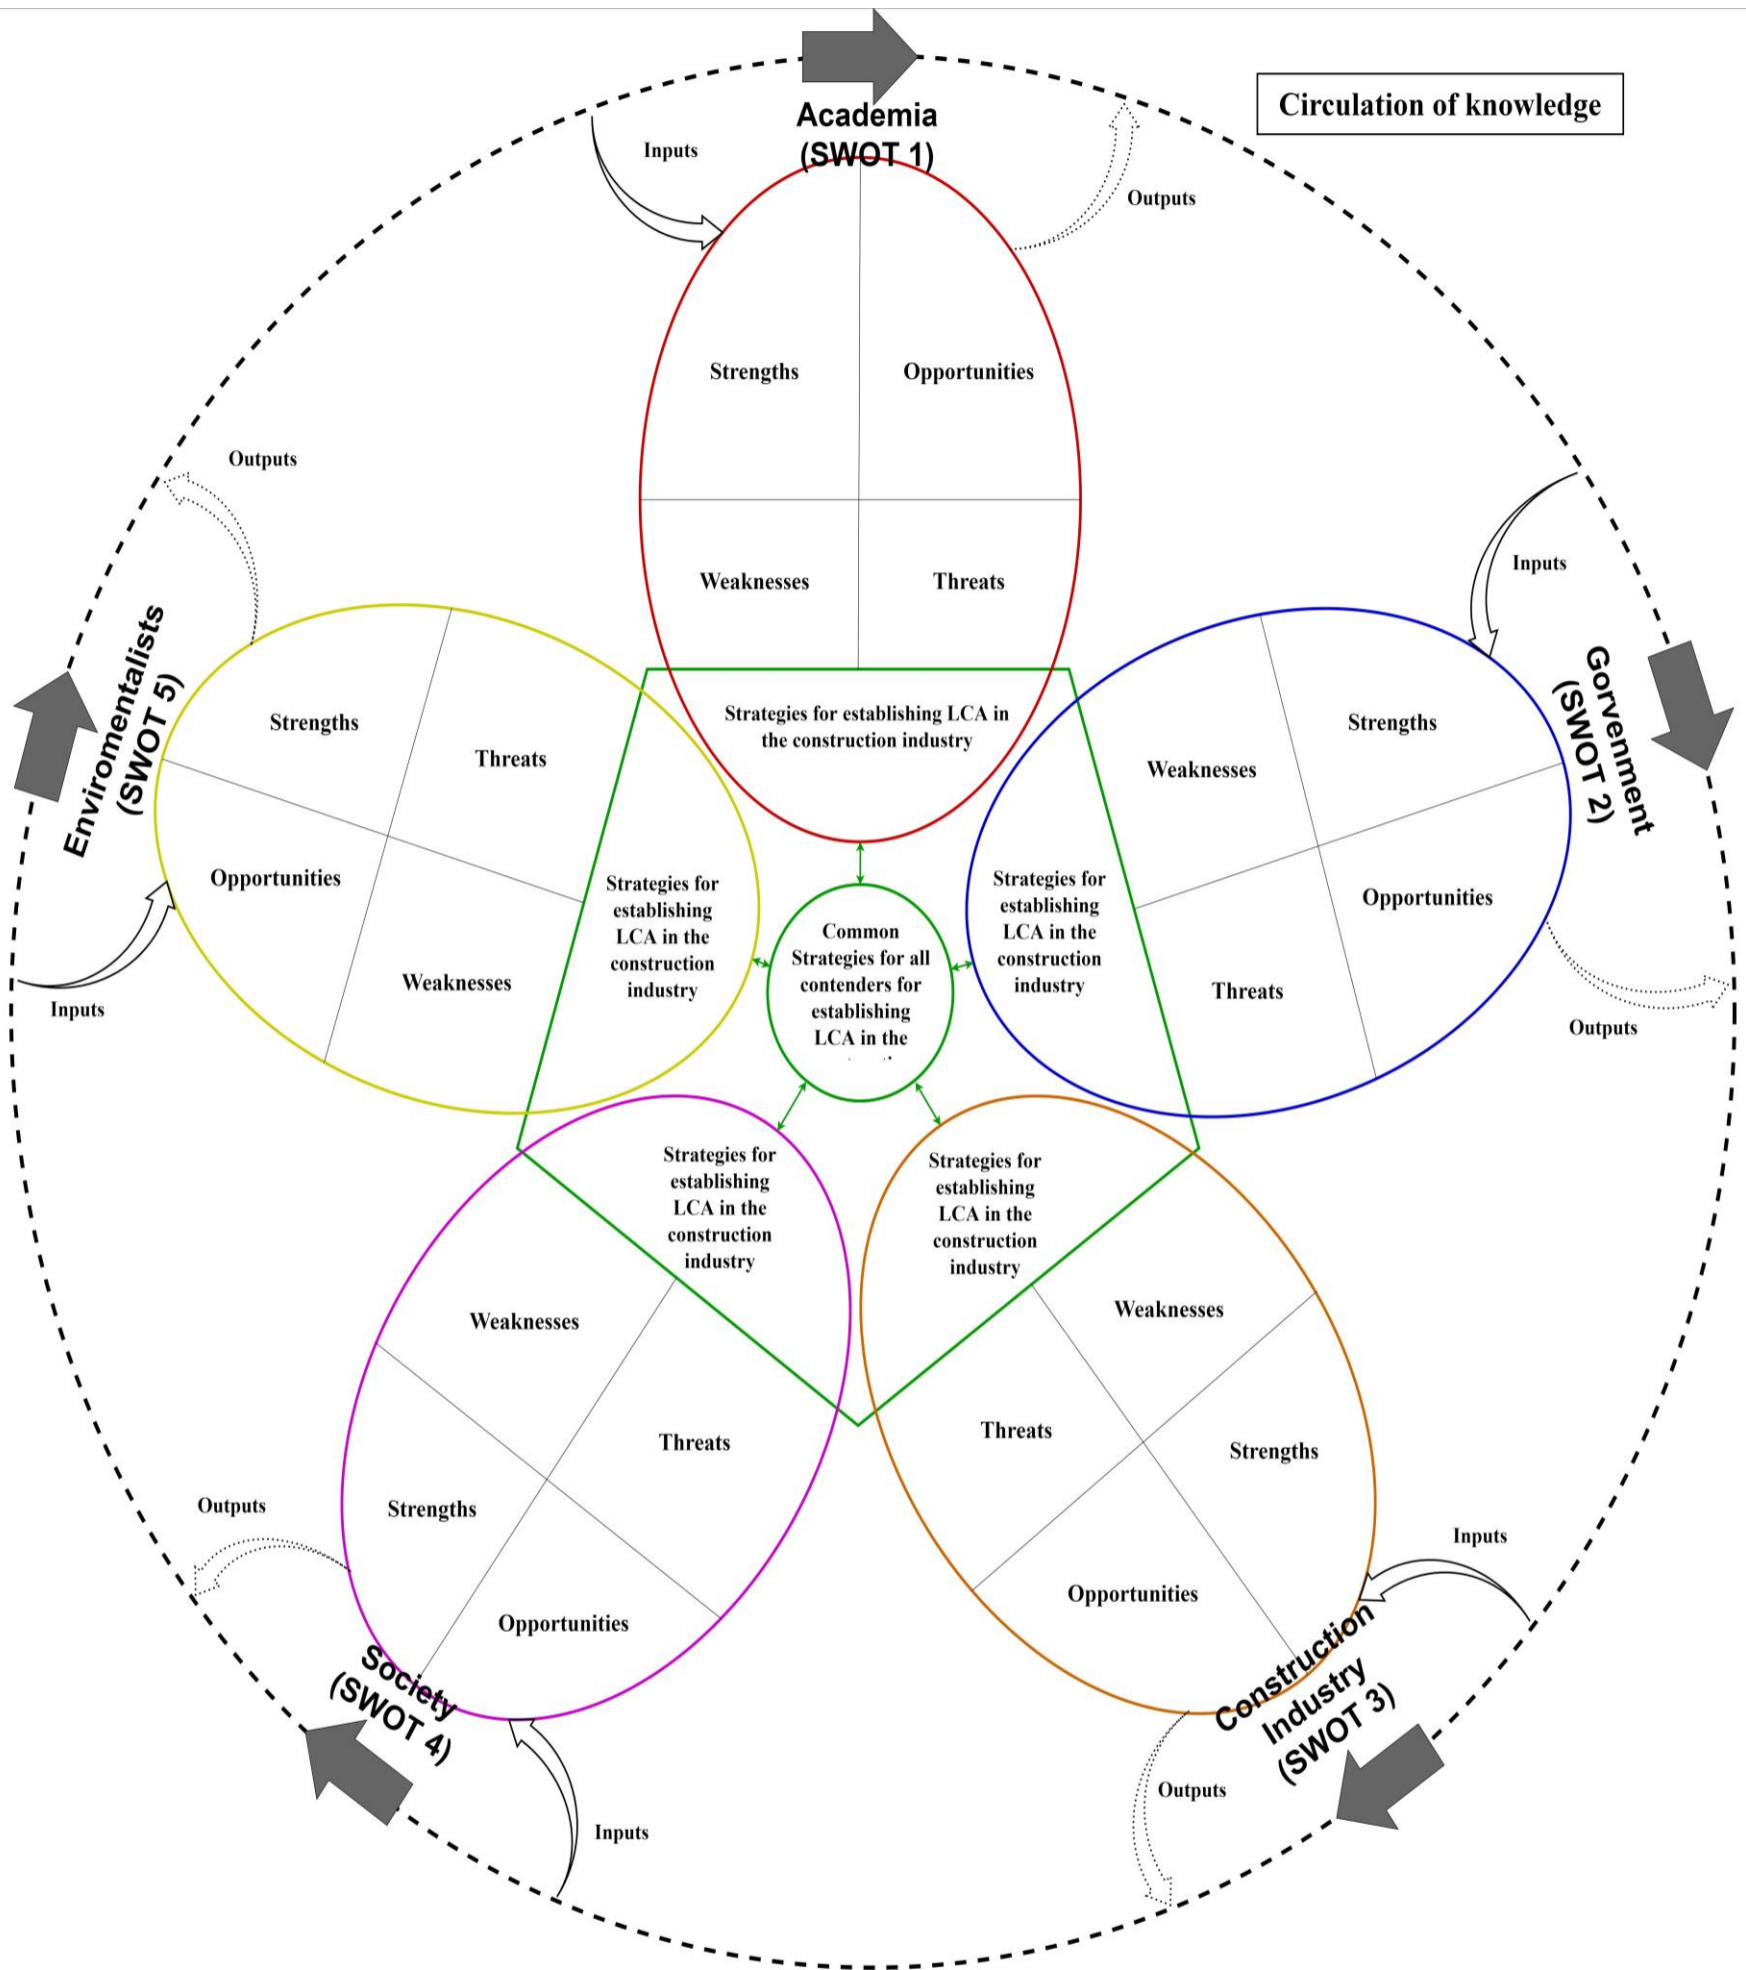 Circulation of knowledge
Academia
(SWOT 1)
Inputs
Outputs
Strengths
Opportunities
Weaknesses
Threats
Strategies for establishing LCA in
the construction industry
Inputs
Gorvenment
(SWOT 2)
Outputs
Strengths
Weaknesses
Opportunities
Threats
Strategies for
establishing
LCA in the
construction
industry
Inputs
Construction
Industry
(SWOT 3)
Outputs
Strategies for
establishing
LCA in the
construction
industry
Weaknesses
Threats
Strengths
Opportunities
Inputs
Society
(SWOT 4)
Outputs
Strategies for
establishing
LCA in the
construction
industry
Weaknesses
Threats
Strengths
Opportunities
Inputs
Enviromentalists
(SWOT 5)
Outputs
Strengths
Threats
Opportunities
Weaknesses
Strategies for
establishing
LCA in the
construction
industry
Common
Strategies for all
contenders for
establishing
LCA in the